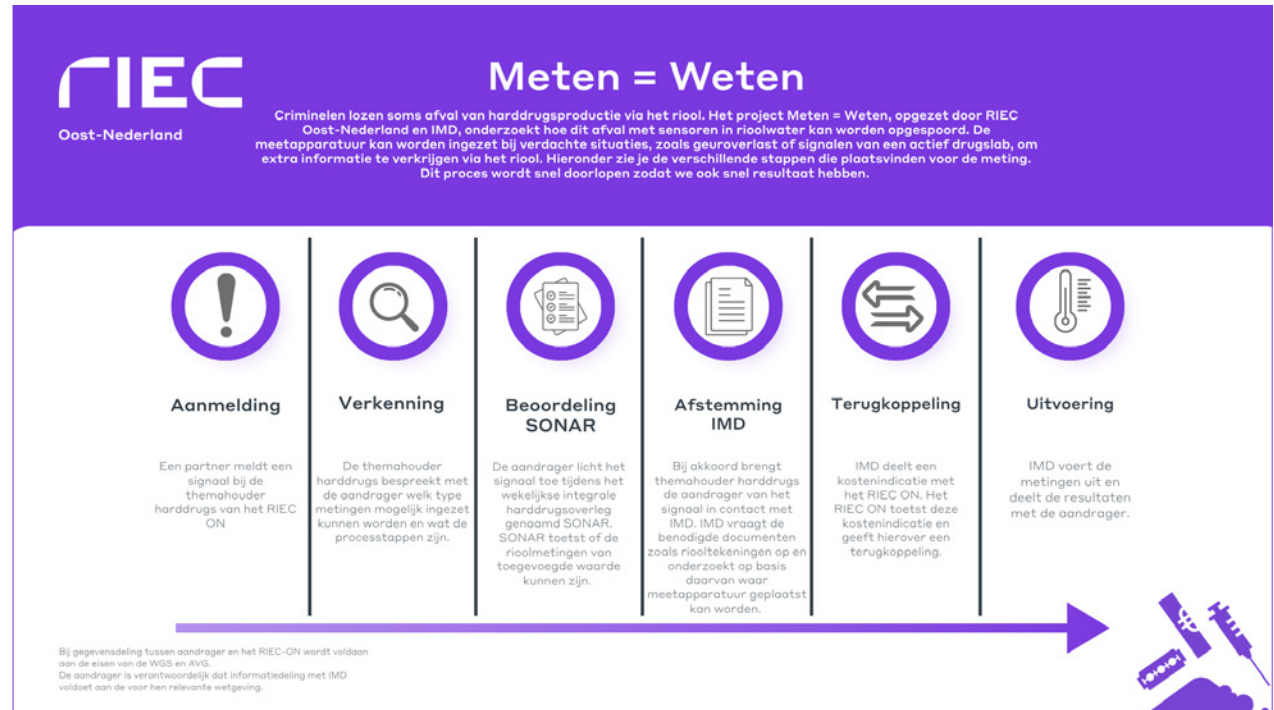 rIEC
Oost-Nederland
Meten = Weten
Criminelen lozen soms afval van harddrugsproductie via het riool. Het project Meten = Weten, opgezet door RIEC
Oost-Nederland en IMD, onderzoekt hoe dit afval met sensoren in rioolwater kan worden opgespoord. De
meetapparatuur kan worden ingezet bij verdachte situaties, zoals geuroverlast of signalen van een actief drugslab, om
extra informatie te verkrijgen via het riool. Hieronder zie je de verschillende stappen die plaatsvinden voor de meting.
Dit proces wordt snel doorlopen zodat we ook snel resultaat hebben.
Aanmelding
Een partner meldt een
signaal bij de
themahouder
harddrugs van het RIEC
ON
Verkenning
De themahouder
harddrugs bespreekt met
de aandrager welk type
metingen mogelijk ingezet
kunnen worden en wat de
processtappen zijn.
Beoordeling
SONAR
De aandrager licht het
signaal toe tijdens het
wekelijkse integrale
harddrugsoverleg
genaamd SONAR.
SONAR toetst of de
rioolmetingen van
toegevoegde waarde
kunnen zijn.
Afstemming
IMD
Bij akkoord brengt
themahouder harddrugs
de aandrager van het
signaal in contact met
IMD. IMD vraagt de
benodigde documenten
zoals riooltekeningen op en
onderzoekt op basis
daarvan waar
meetapparatuur geplaatst
kan worden.
Terugkoppeling
IMD deelt een
kostenindicatie met
het RIEC ON. Het
RIEC ON toetst deze
kostenindicatie en
geeft hierover een
terugkoppeling.
Uitvoering
IMD voert de
metingen uit en
deelt de resultaten
met de aandrager.
Bij gegevensdeling tussen aandrager en het RIEC-ON wordt voldaan
aan de eisen van de WGS en AVG.
De aandrager is verantwoordelijk dat informatiedeling met IMD
voldoet aan de voor hen relevante wetgeving.
€